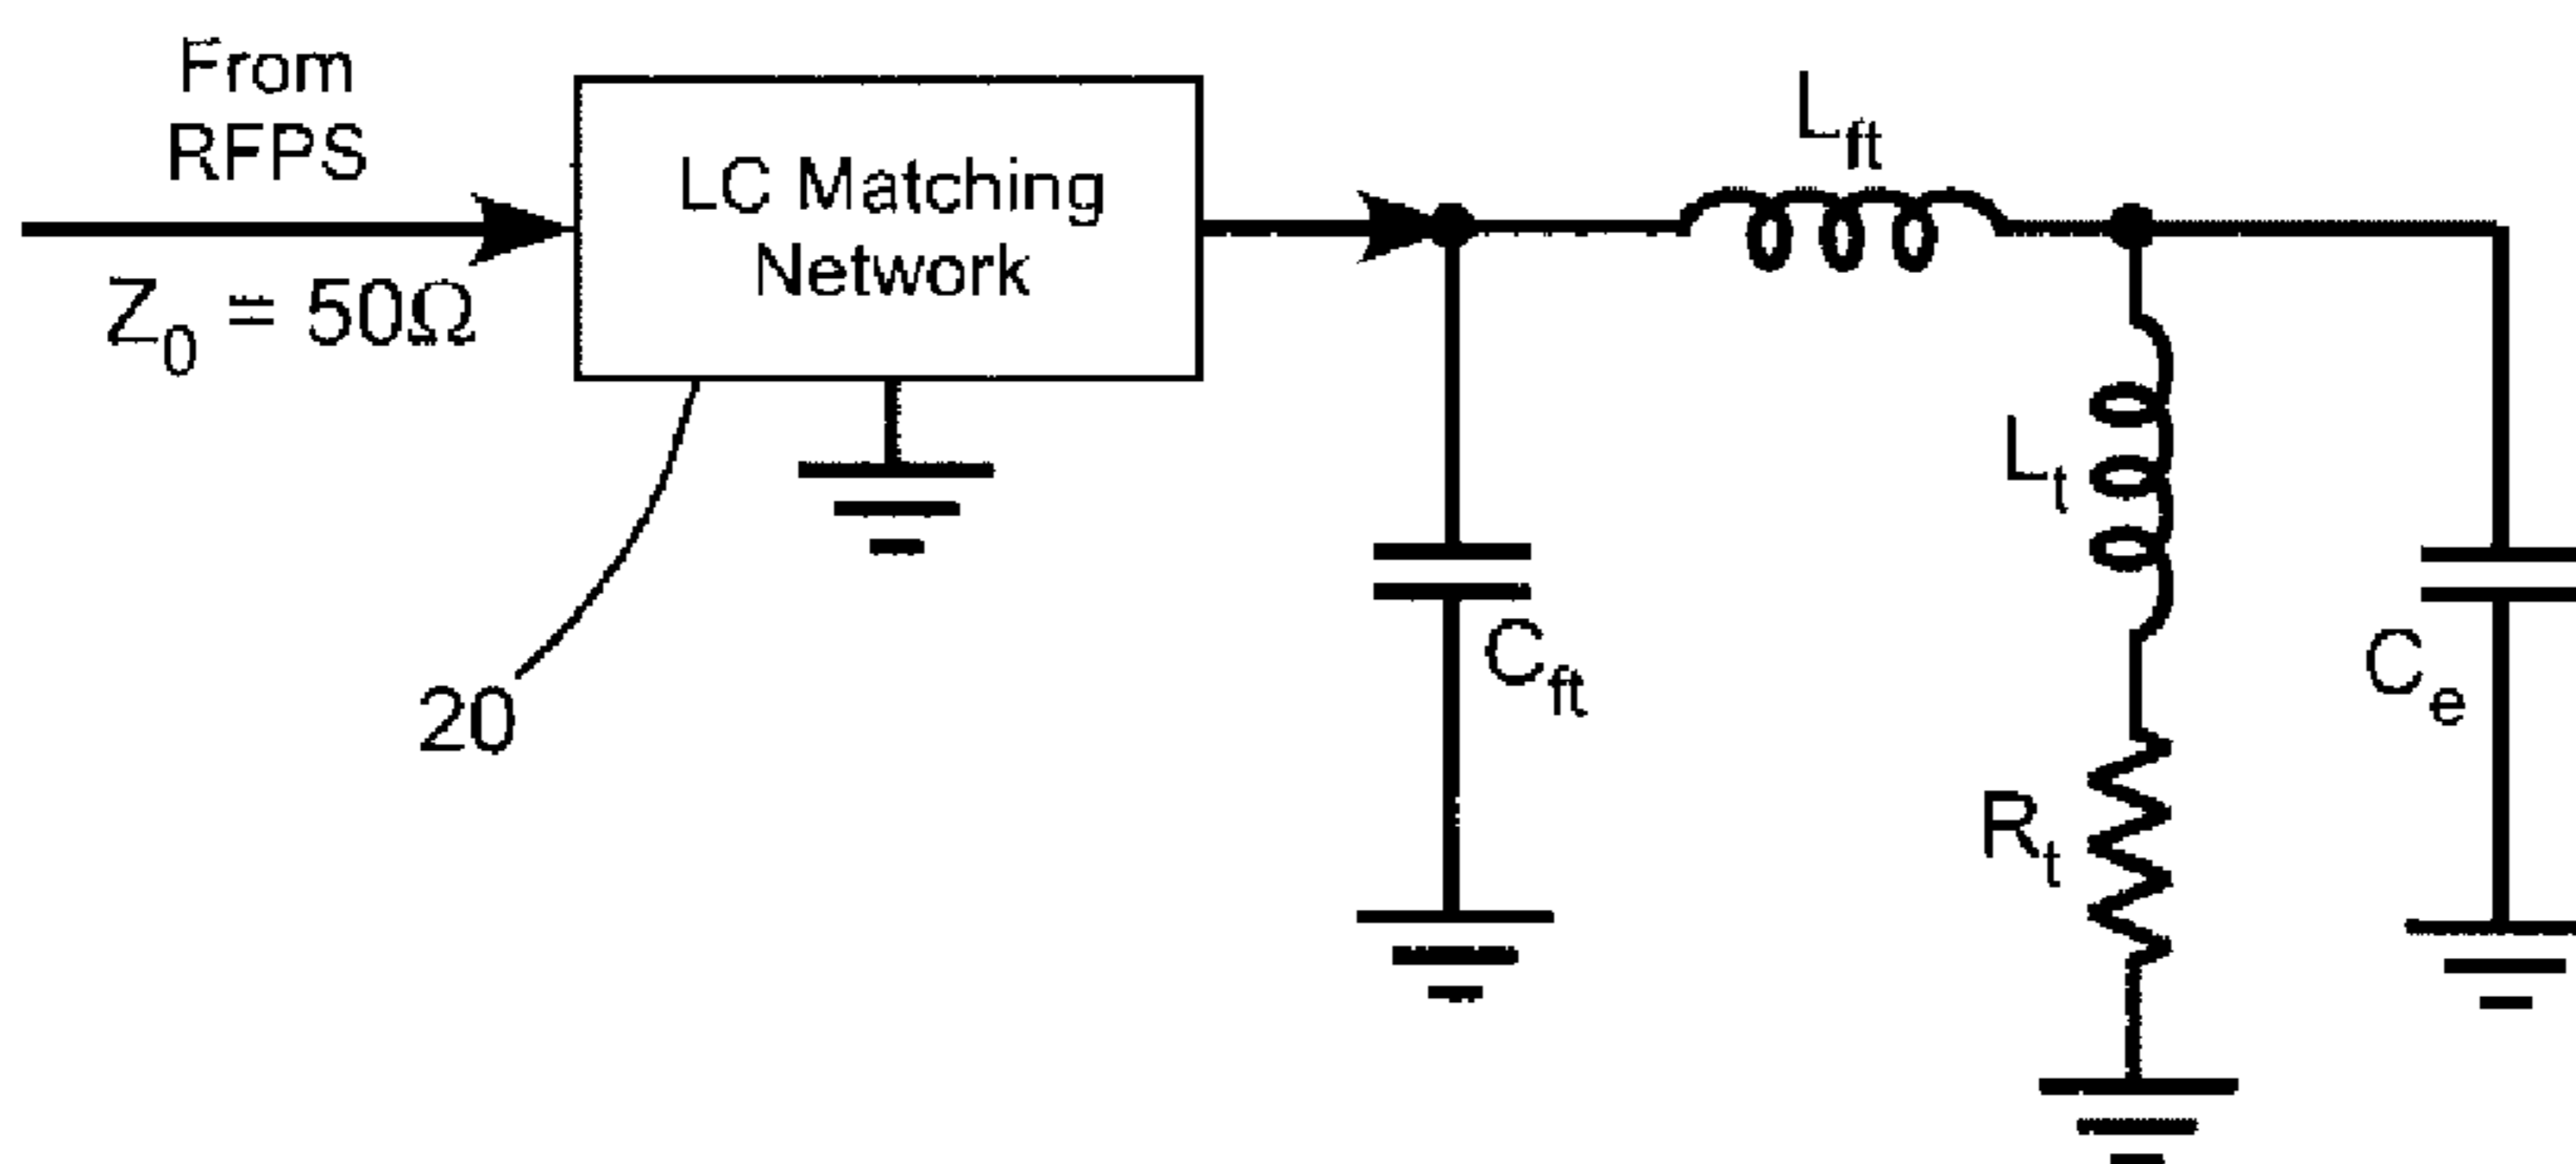 From
RFPS
Z0 = 50Ω
LC Matching
Network
20
Lft
Cft
Lt
Rt
Ce